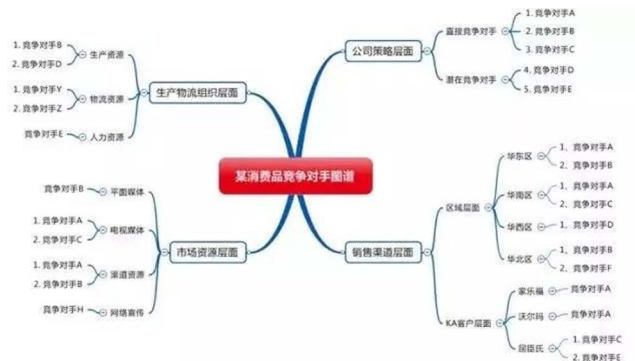 某消费品竞争对手图谱
公司策略层面
直接竞争对手
1. 竞争对手A
2. 竞争对手B
3. 竞争对手C
潜在竞争对手
4. 竞争对手D
5. 竞争对手E
销售渠道层面
区域层面
华东区
1、竞争对手A
2、竞争对手B
华南区
1、竞争对手A
2、竞争对手C
华西区
1、竞争对手D
华北区
1、竞争对手B
2、竞争对手F
KA客户层面
家乐福
竞争对手A
沃尔玛
竞争对手A
屈臣氏
1. 竞争对手C
2. 竞争对手E
生产物流组织层面
生产资源
1. 竞争对手B
2. 竞争对手D
物流资源
1. 竞争对手Y
2. 竞争对手Z
人力资源
竞争对手E
市场资源层面
平面媒体
竞争对手B
电视媒体
1. 竞争对手A
2. 竞争对手C
渠道资源
1. 竞争对手A
2. 竞争对手B
网络宣传
竞争对手H